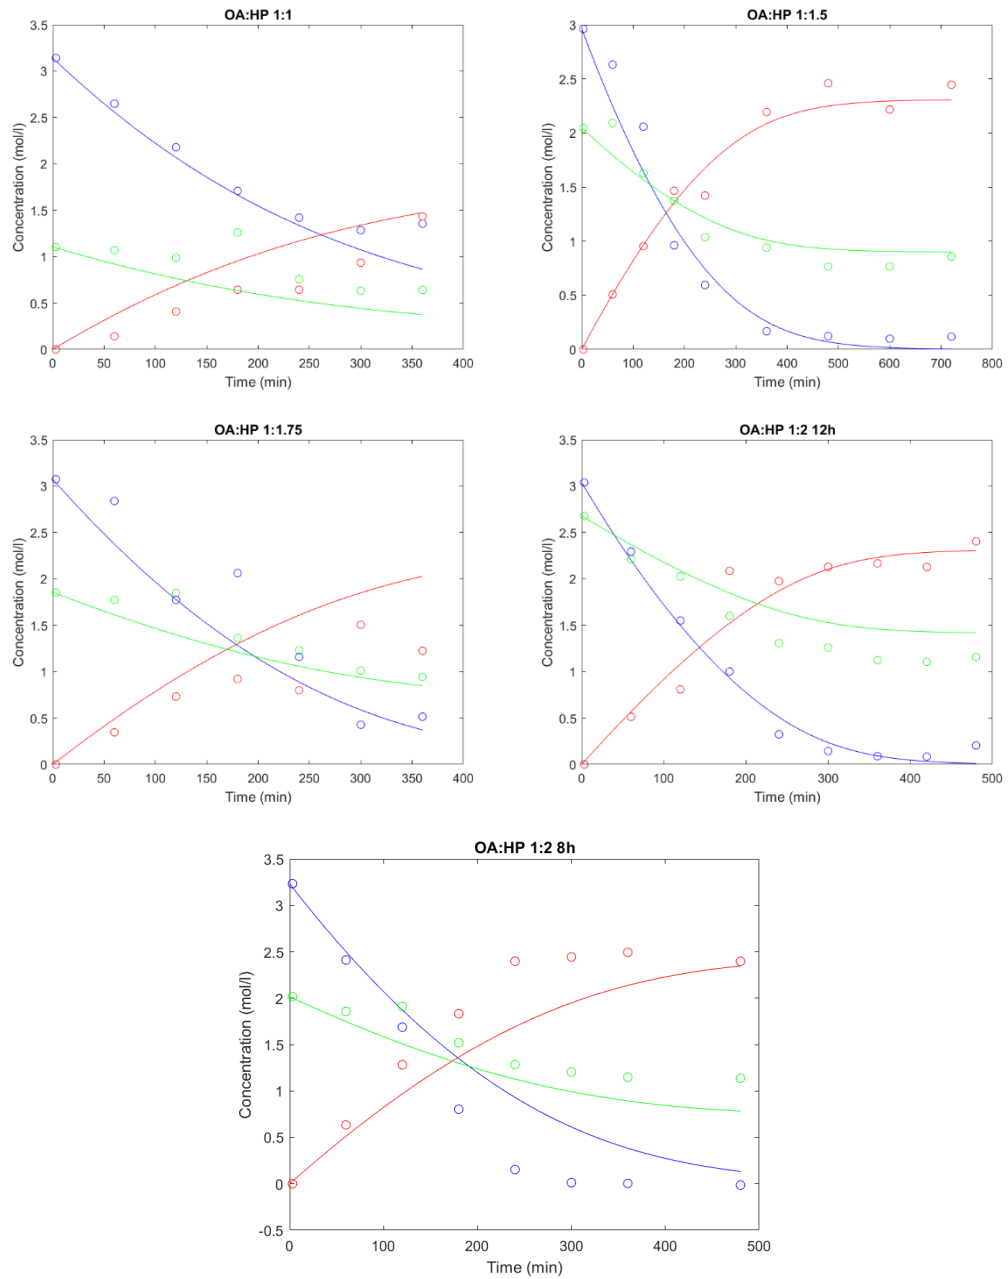 OA:HP 1:1
3.5
3
2.5
2
1.5
1
0.5
0
Concentration (mol/l)
0 50 100 150 200 250 300 350 400
Time (min)
OA:HP 1:1.5
3
2.5
2
1.5
1
0.5
0
Concentration (mol/l)
0 100 200 300 400 500 600 700 800
Time (min)
OA:HP 1:1.75
3.5
3
2.5
2
1.5
1
0.5
0
Concentration (mol/l)
0 50 100 150 200 250 300 350 400
Time (min)
OA:HP 1:2 12h
3.5
3
2.5
2
1.5
1
0.5
0
Concentration (mol/l)
0 100 200 300 400 500
Time (min)
OA:HP 1:2 8h
3.5
3
2.5
2
1.5
1
0.5
0
-0.5
Concentration (mol/l)
0 100 200 300 400 500
Time (min)